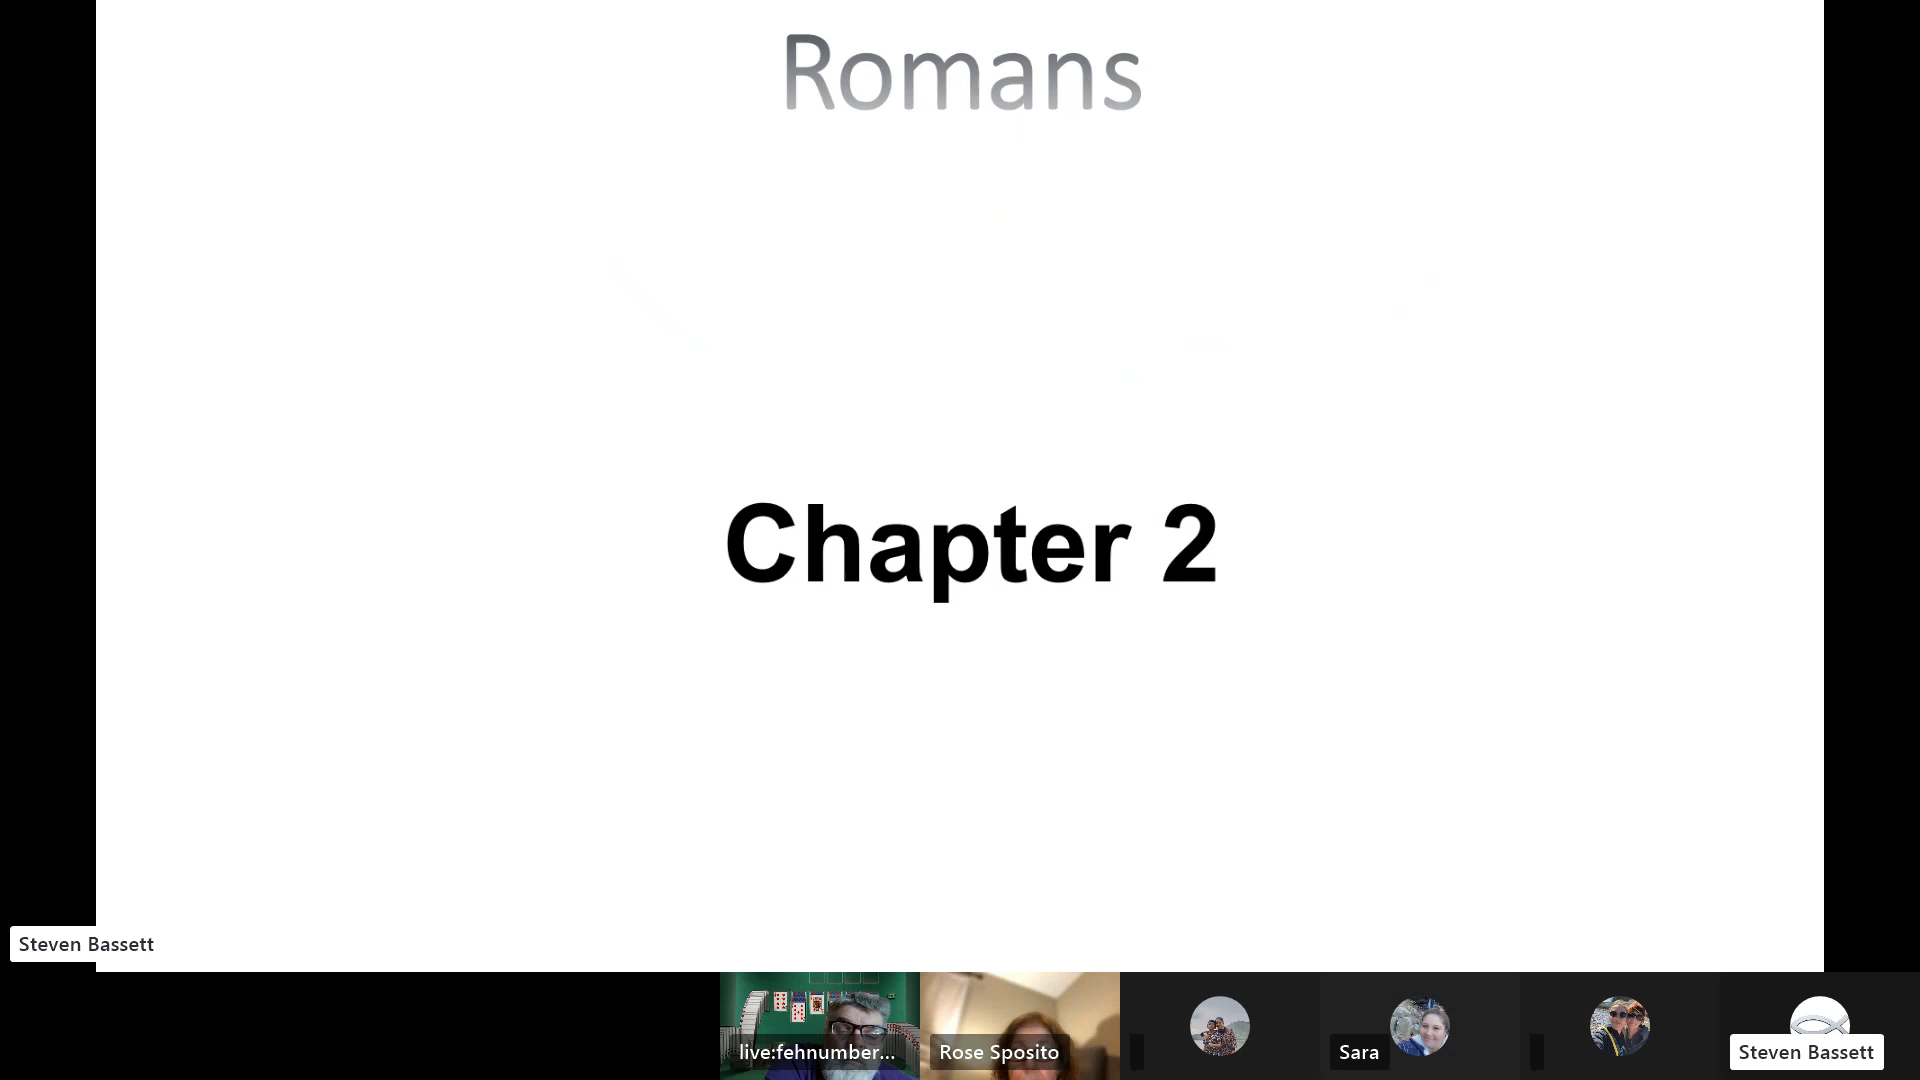 Romans
Chapter 2
Steven Bassett
live:fehnumber...
Rose Sposito
Sara
Steven Bassett